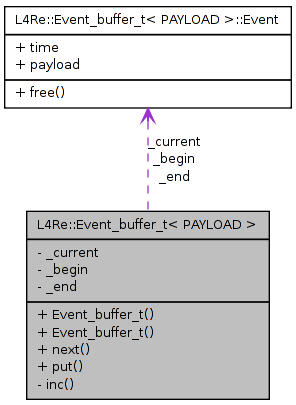 L4Re::Event_buffer_t< PAYLOAD >::Event
+ time
+ payload
+ free()
_current
_begin
_end
L4Re::Event_buffer_t< PAYLOAD >
- _current
- _begin
- _end
+ Event_buffer_t()
+ Event_buffer_t()
+ next()
+ put()
- inc()